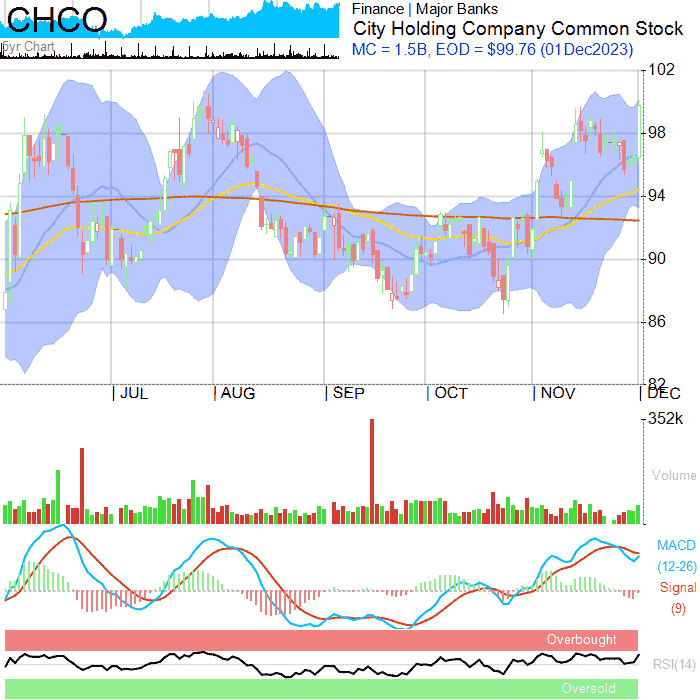 CHCO
5yr Chart
Finance | Major Banks
City Holding Company Common Stock
MC = 1.5B, EOD = $99.76 (01Dec2023)
102
98
94
90
86
82
JUL AUG SEP OCT NOV DEC
352k
Volume
MACD
(12-26)
Signal
(9)
Overbought
RSI(14)
Oversold